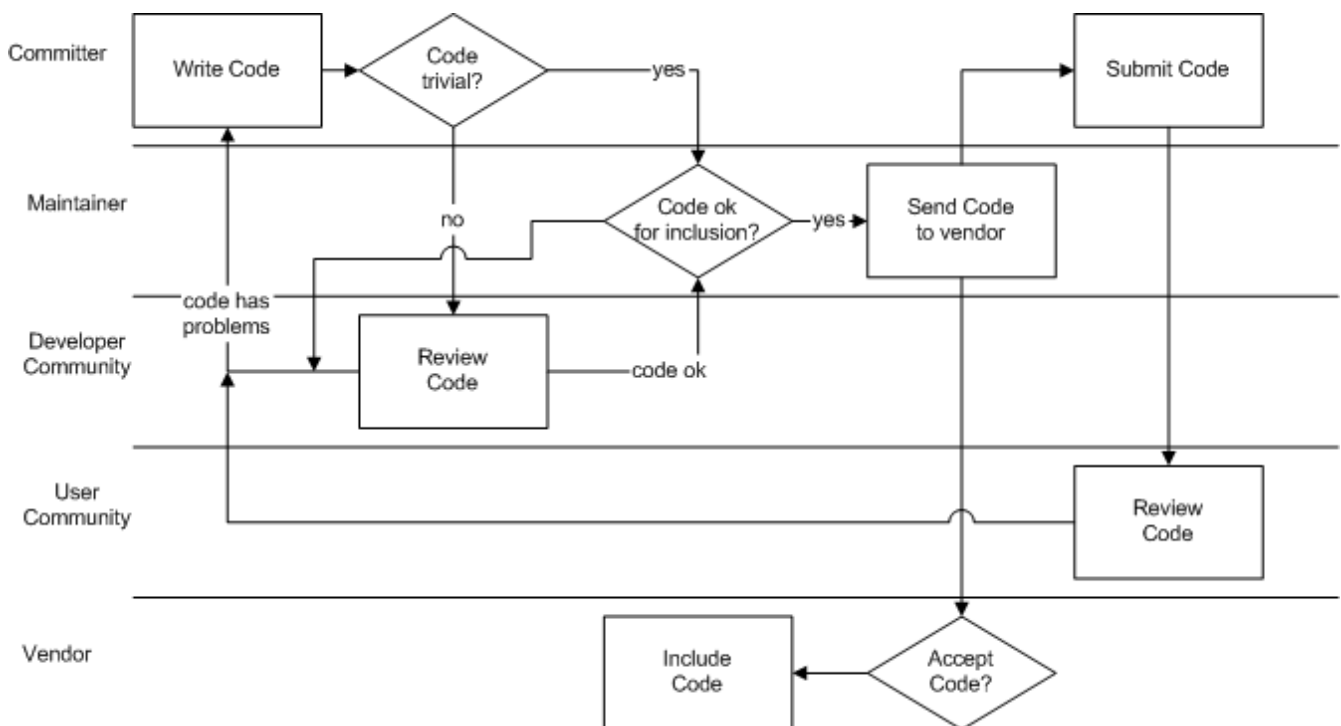 Committer
Write Code
Code
trivial?
yes
Submit Code
Maintainer
no
Code ok
for inclusion?
yes
Send Code
to vendor
code has
problems
Developer
Community
Review
Code
code ok
User
Community
Review
Code
Vendor
Include
Code
Accept
Code?